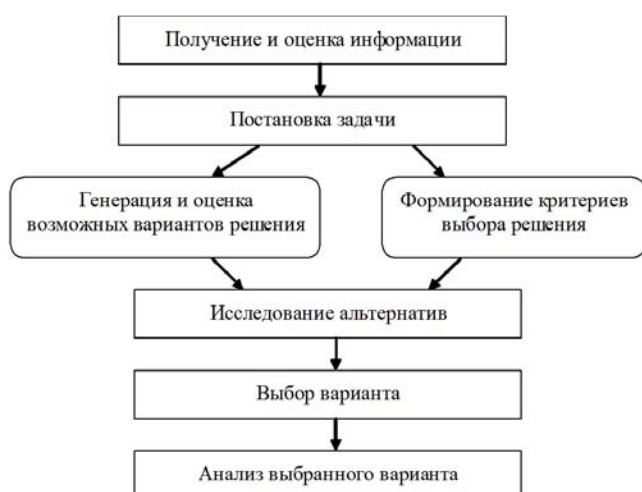 Получение и оценка информации
Постановка задачи
Генерация и оценка
возможных вариантов решения
Формирование критериев
выбора решения
Исследование альтернатив
Выбор варианта
Анализ выбранного варианта